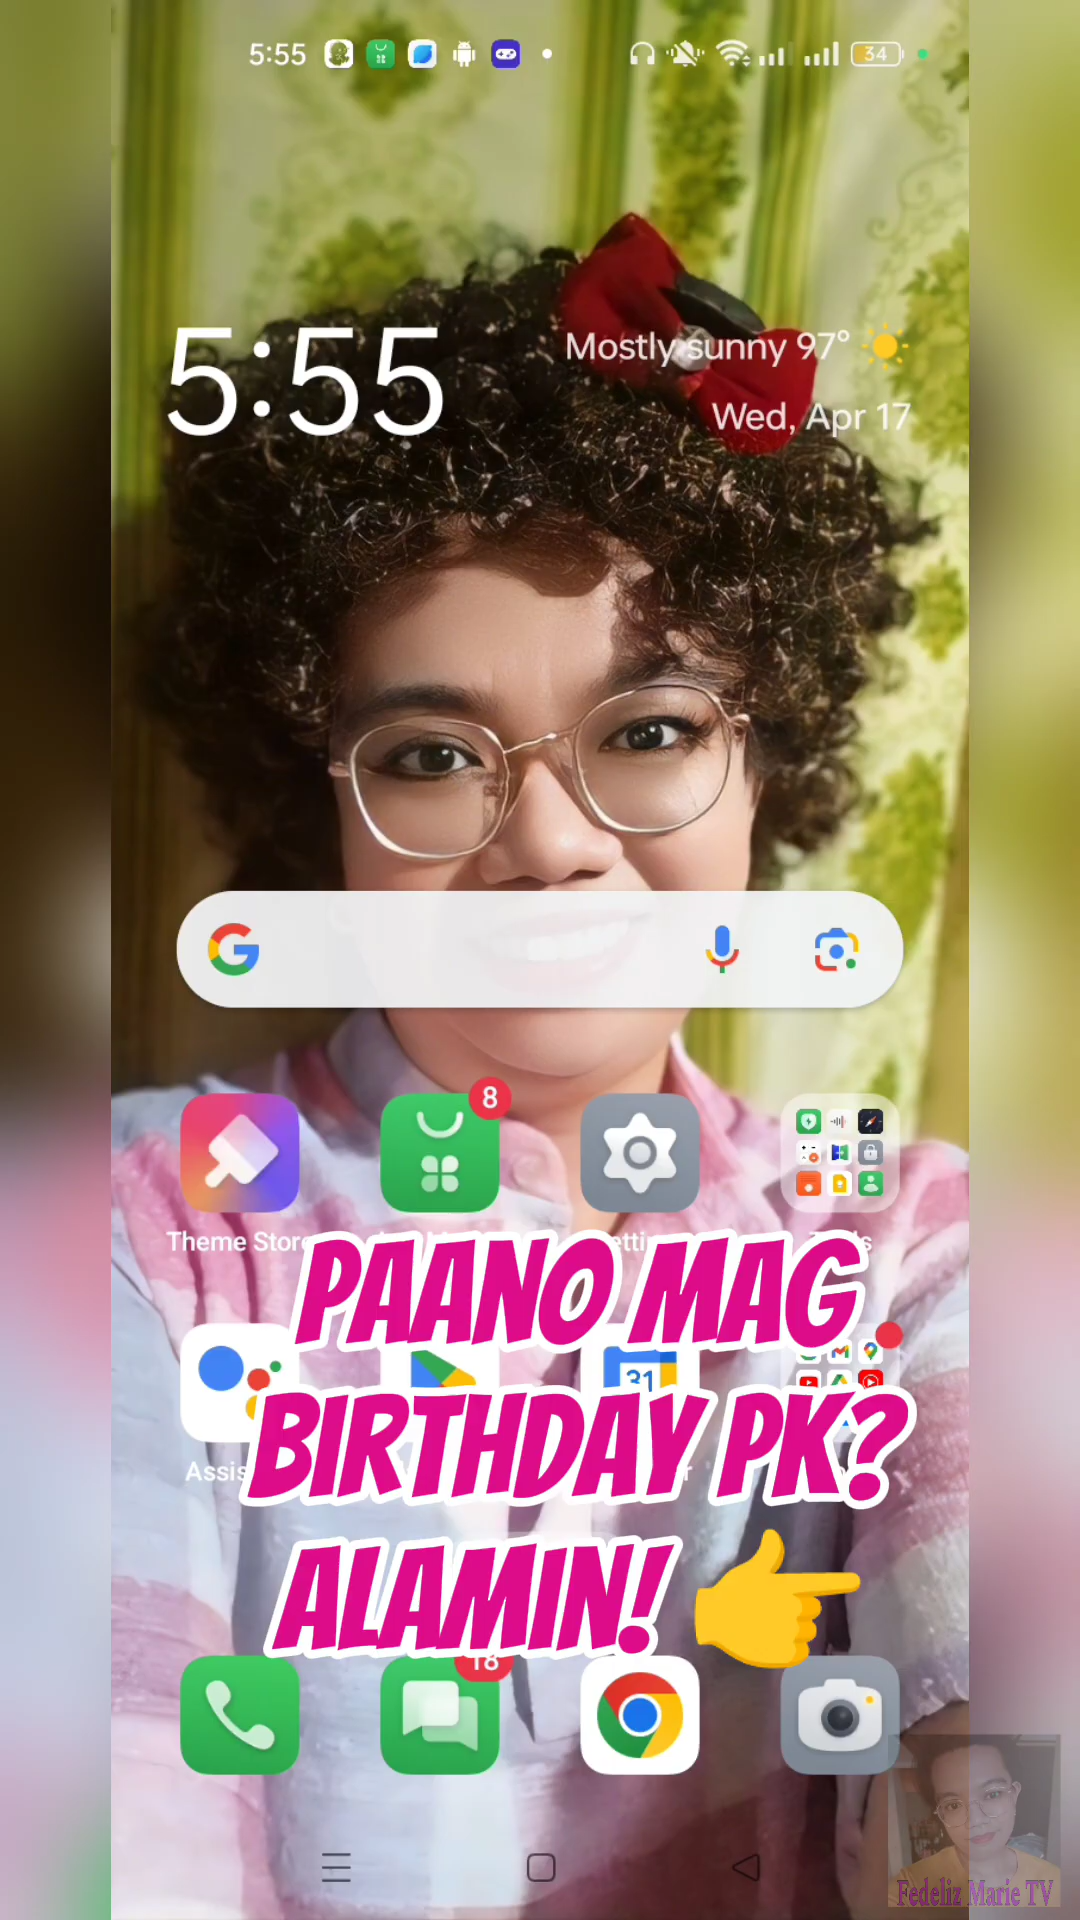 5:55
34
5:55
Mostly sunny 97°
Wed, Apr 17
8
Theme Store
PAANO MAG
31
BIRTHDAY PK?
ALAMIN!
18
Fedeliz Marie TV